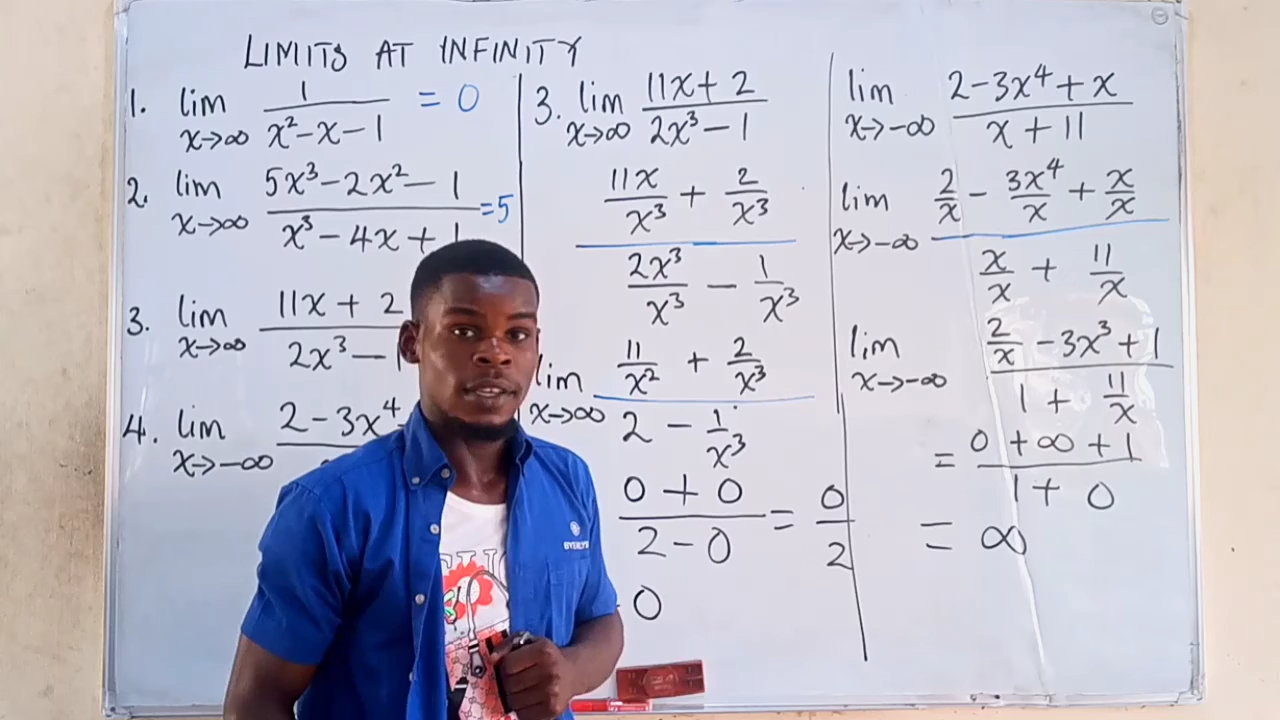 LIMITS AT INFINITY
1. lim x→∞ 1 / (x² - x - 1) = 0
2. lim x→∞ (5x³ - 2x² - 1) / (x³ - 4x + 1) = 5
3. lim x→∞ (11x + 2) / (2x³ - 1
4. lim x→-∞ 2 - 3x⁴
3. lim x→∞ (11x + 2) / (2x³ - 1)
(11x/x³ + 2/x³) / (2x³/x³ - 1/x³)
lim x→∞ (11/x² + 2/x³) / (2 - 1/x³)
(0 + 0) / (2 - 0) = 0/2
0
lim x→-∞ (2 - 3x⁴ + x) / (x + 11)
lim x→-∞ (2/x - 3x⁴/x + x/x) / (x/x + 11/x)
lim x→-∞ (2/x - 3x³ + 1) / (1 + 11/x)
= (0 + ∞ + 1) / (1 + 0)
= ∞